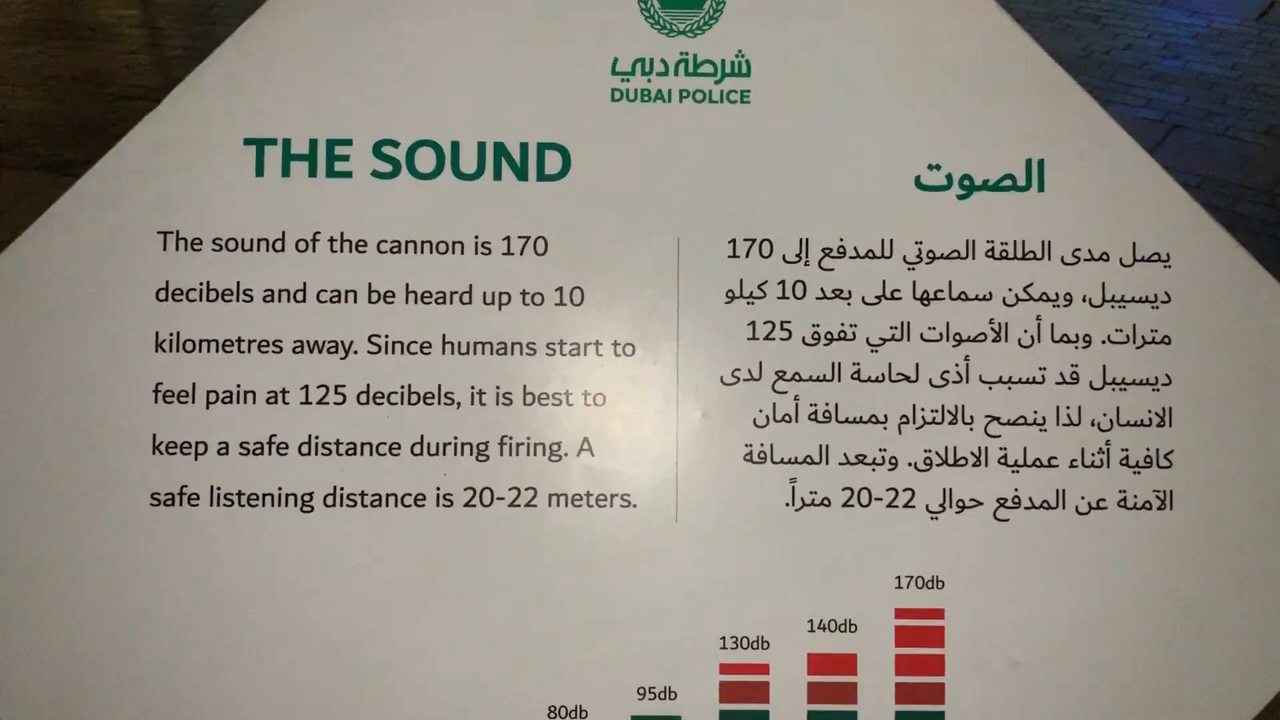 شرطة دبي
DUBAI POLICE
THE SOUND
The sound of the cannon is 170
decibels and can be heard up to 10
kilometres away. Since humans start to
feel pain at 125 decibels, it is best to
keep a safe distance during firing. A
safe listening distance is 20-22 meters.
الصوت
يصل مدى الطلقة الصوتي للمدفع إلى 170
ديسيبل، ويمكن سماعها على بعد 10 كيلو
مترات. وبما أن الأصوات التي تفوق 125
ديسيبل قد تسبب أذى لحاسة السمع لدى
الانسان، لذا ينصح بالالتزام بمسافة أمان
كافية أثناء عملية الاطلاق. وتبعد المسافة
الآمنة عن المدفع حوالي 22-20 متراً.
80db
95db
130db
140db
170db